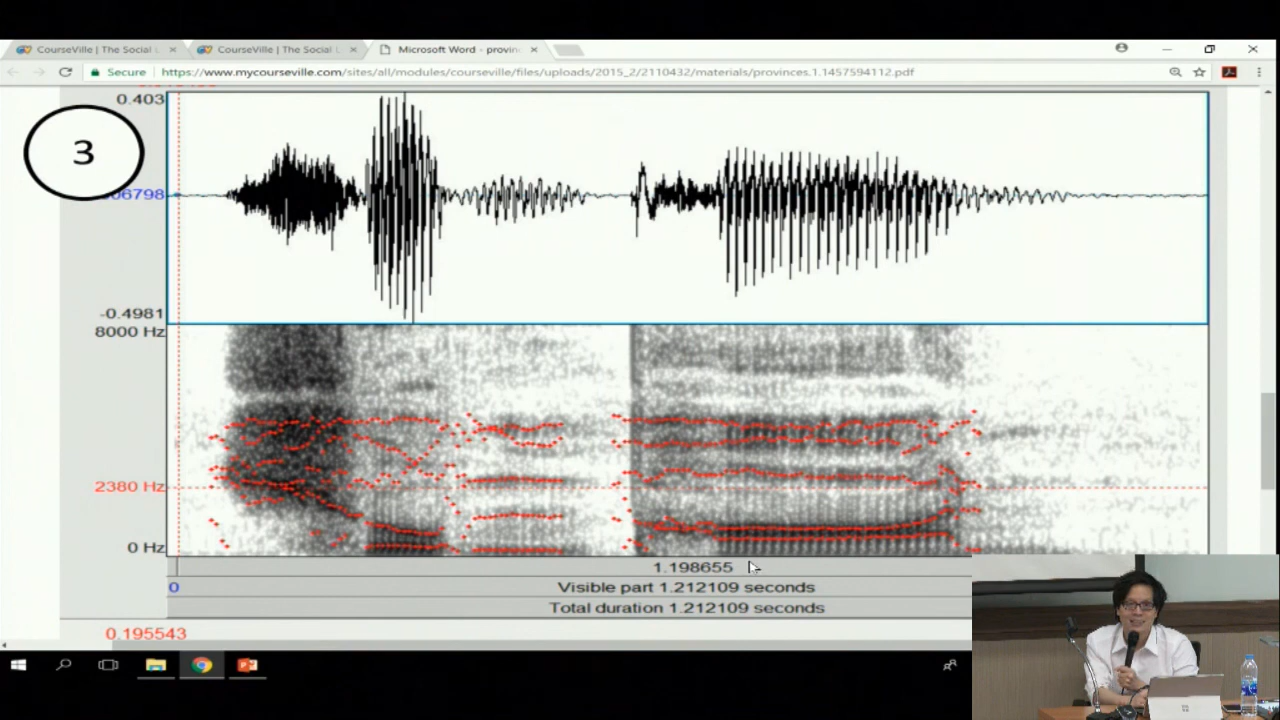 CourseVille | The Social L
CourseVille | The Social L
Microsoft Word - provinc
Secure
https://www.mycourseville.com/sites/all/modules/courseville/files/uploads/2015_2/2110432/materials/provinces.1.1457594112.pdf
0.403
3
06798
-0.4981
8000 Hz
2380 Hz
0 Hz
1.198655
0
Visible part 1.212109 seconds
Total duration 1.212109 seconds
0.195543